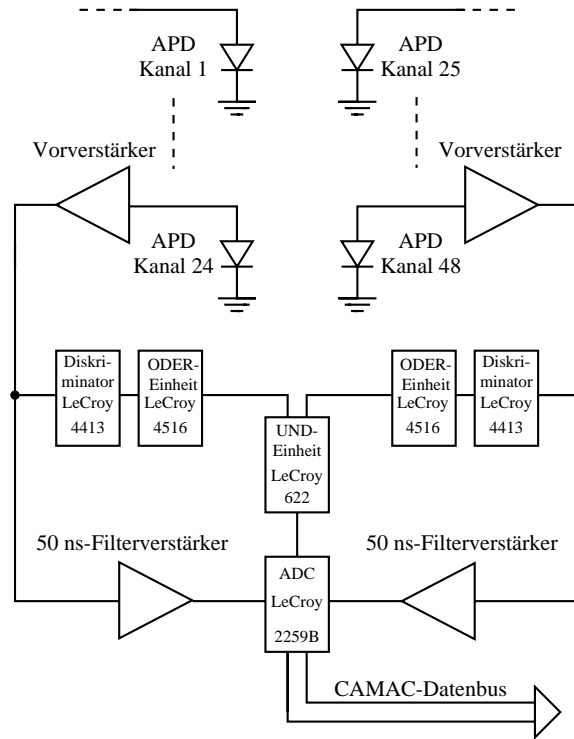 APD
Kanal 1
APD
Kanal 25
Vorverstärker
Vorverstärker
APD
Kanal 24
APD
Kanal 48
Diskri-
minator
LeCroy
4413
ODER-
Einheit
LeCroy
4516
ODER-
Einheit
LeCroy
4516
Diskri-
minator
LeCroy
4413
UND-
Einheit
LeCroy
622
50 ns-Filterverstärker
50 ns-Filterverstärker
ADC
LeCroy
2259B
CAMAC-Datenbus